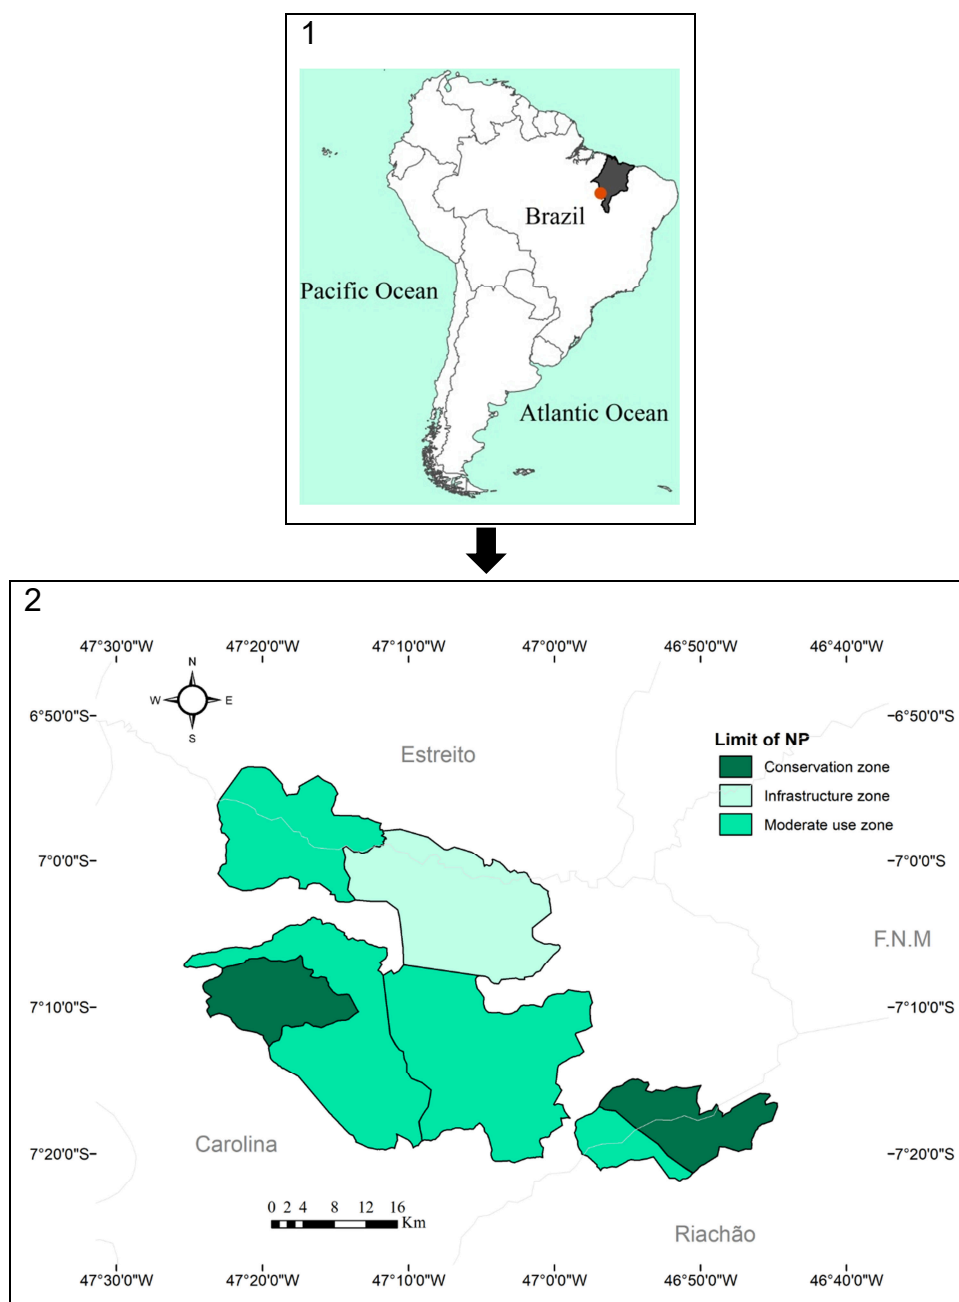 1
Brazil
Pacific Ocean
Atlantic Ocean
2
47°30'0"W 47°20'0"W 47°10'0"W 47°0'0"W 46°50'0"W 46°40'0"W
N
W E
S
6°50'0"S 6°50'0"S
Estreito
Limit of NP
Conservation zone
Infrastructure zone
Moderate use zone
7°0'0"S 7°0'0"S
F.N.M
7°10'0"S 7°10'0"S
Carolina
7°20'0"S 7°20'0"S
0 2 4 8 12 16
Km
Riachão
47°30'0"W 47°20'0"W 47°10'0"W 47°0'0"W 46°50'0"W 46°40'0"W